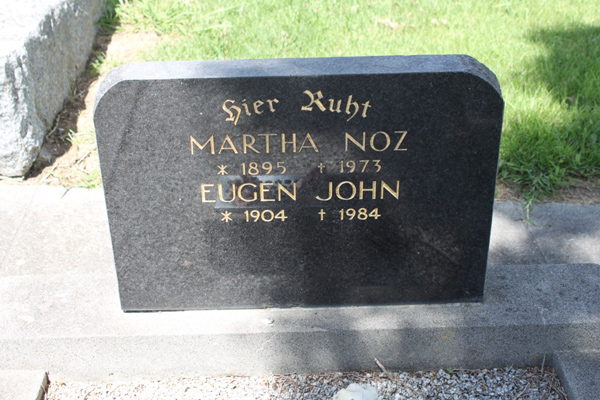 Hier Ruht
MARTHA NOZ
* 1895 † 1973
EUGEN JOHN
* 1904 † 1984